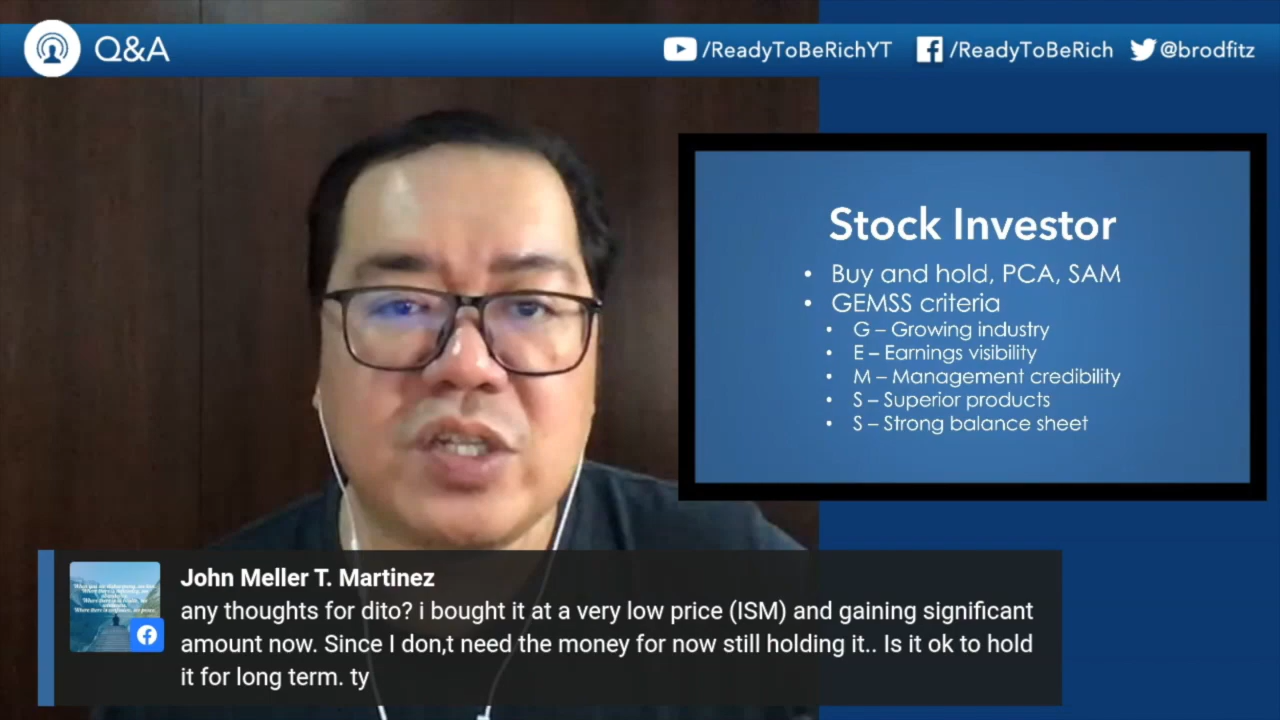 Q&A
/ReadyToBeRichYT
/ReadyToBeRich
@brodfitz
Stock Investor
• Buy and hold, PCA, SAM
• GEMSS criteria
• G – Growing industry
• E – Earnings visibility
• M – Management credibility
• S – Superior products
• S – Strong balance sheet
John Meller T. Martinez
any thoughts for dito? i bought it at a very low price (ISM) and gaining significant
amount now. Since I don,t need the money for now still holding it.. Is it ok to hold
it for long term. ty